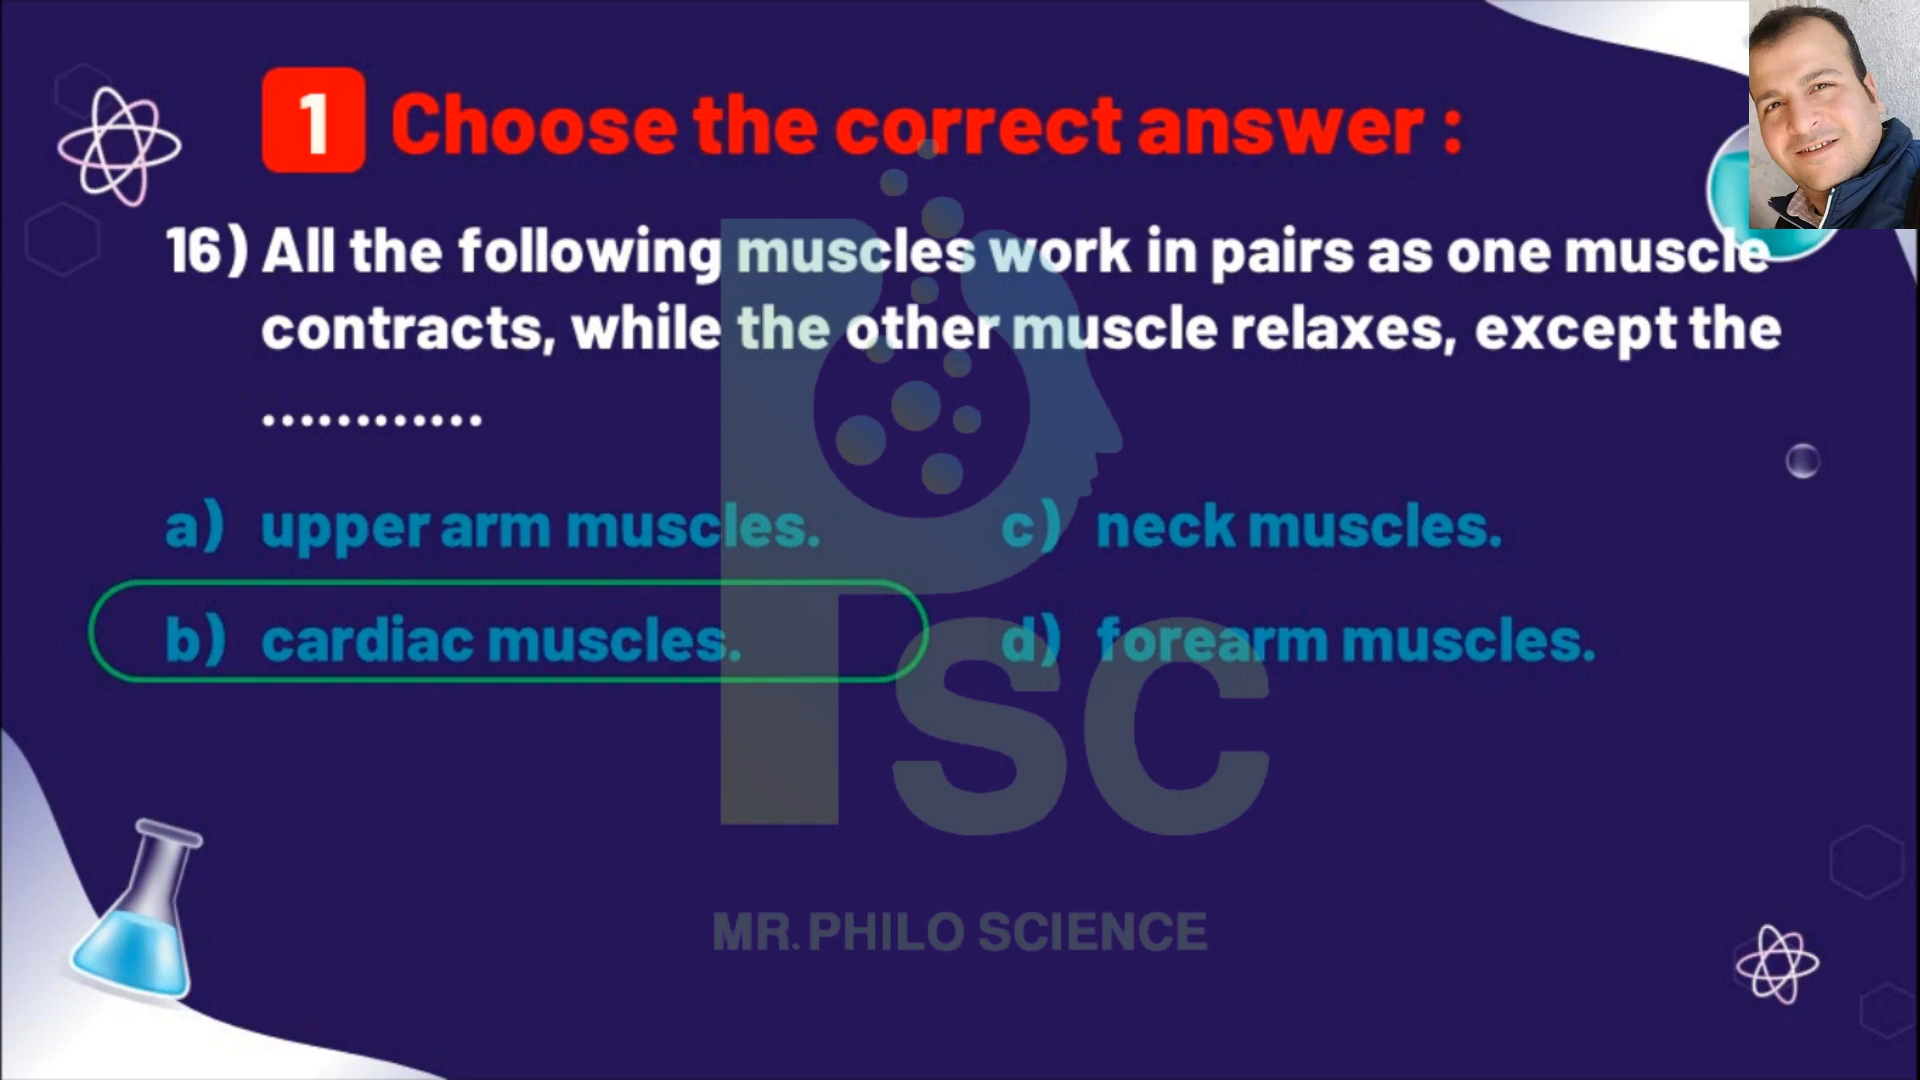 1 Choose the correct answer :
16) All the following muscles work in pairs as one muscle
contracts, while the other muscle relaxes, except the
............
a) upper arm muscles. c) neck muscles.
b) cardiac muscles. d) forearm muscles.
Psc
MR. PHILO SCIENCE